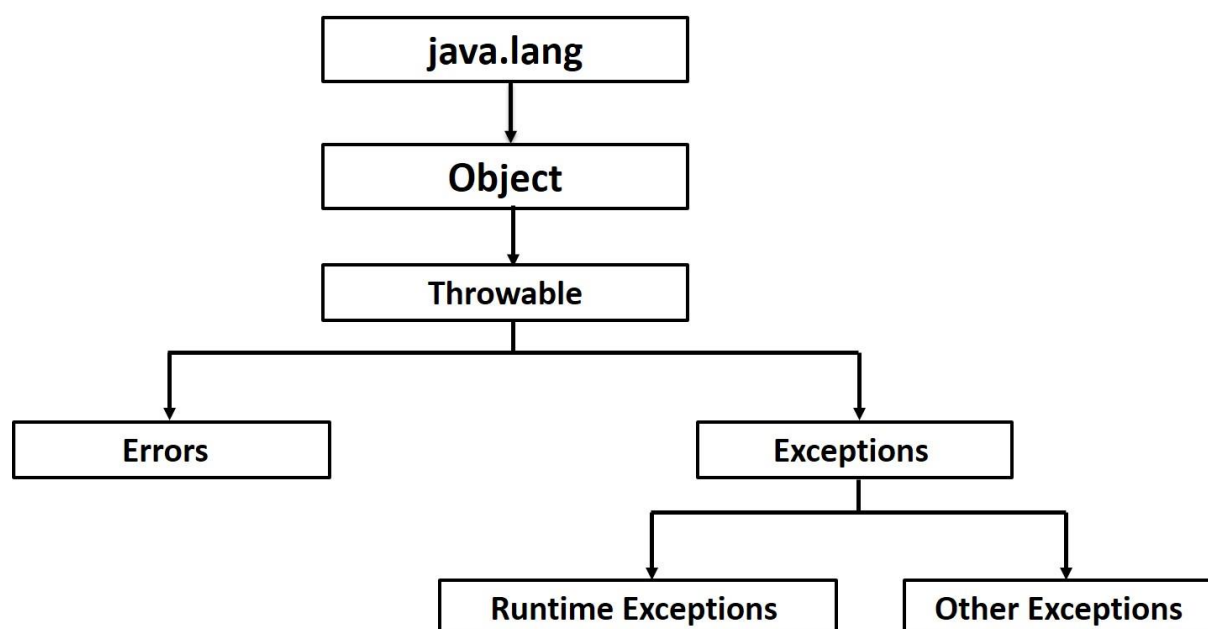 java.lang
Object
Throwable
Errors
Exceptions
Runtime Exceptions
Other Exceptions